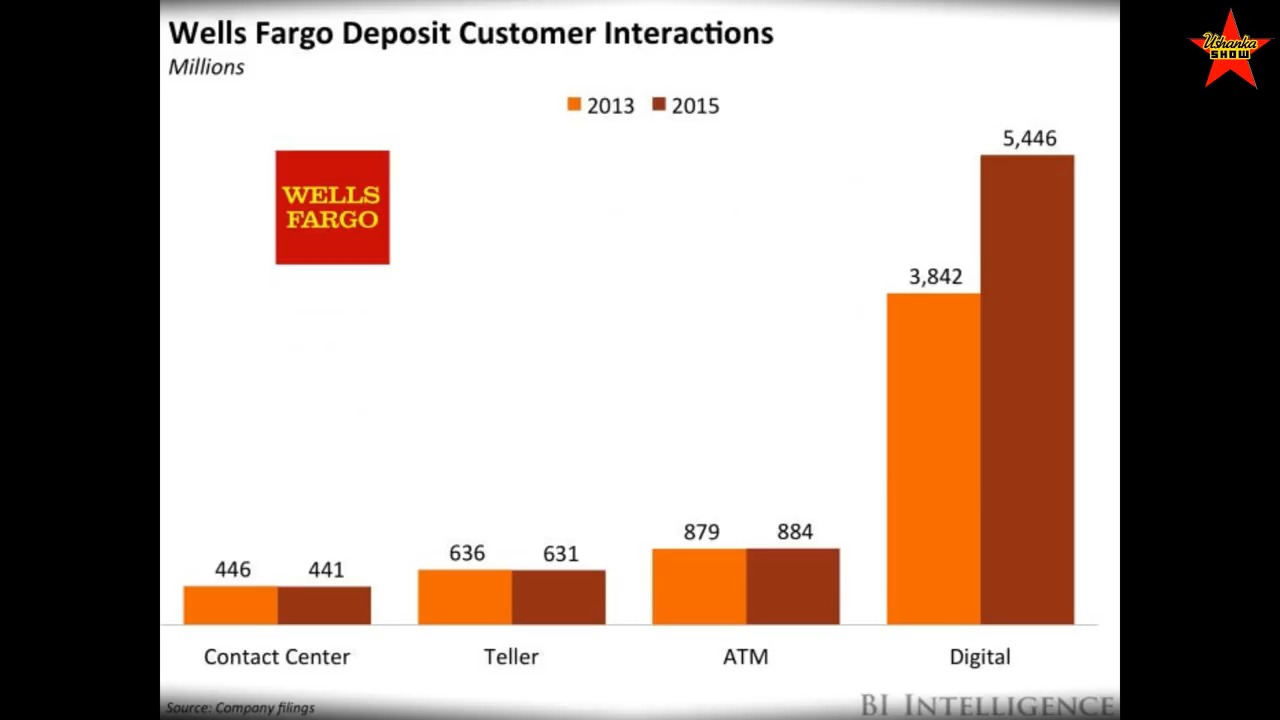 Wells Fargo Deposit Customer Interactions
Millions
Ushanka
SHOW
2013 2015
WELLS
FARGO
5,446
3,842
879 884
636 631
446 441
Contact Center Teller ATM Digital
Source: Company filings
BI INTELLIGENCE